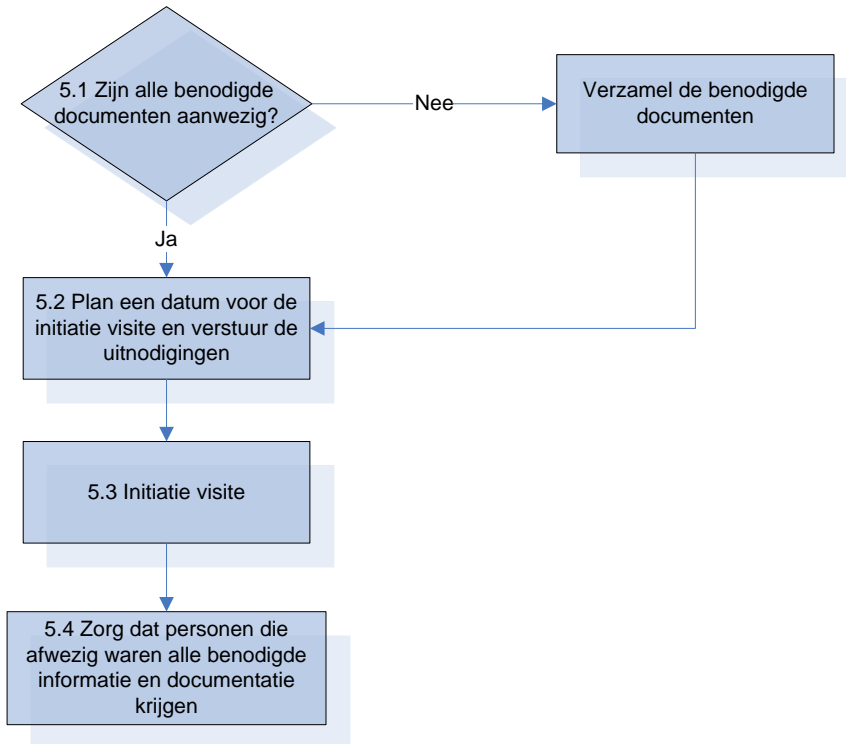 5.1 Zijn alle benodigde
documenten aanwezig?
Nee
Verzamel de benodigde
documenten
Ja
5.2 Plan een datum voor de
initiatie visite en verstuur de
uitnodigingen
5.3 Initiatie visite
5.4 Zorg dat personen die
afwezig waren alle benodigde
informatie en documentatie
krijgen